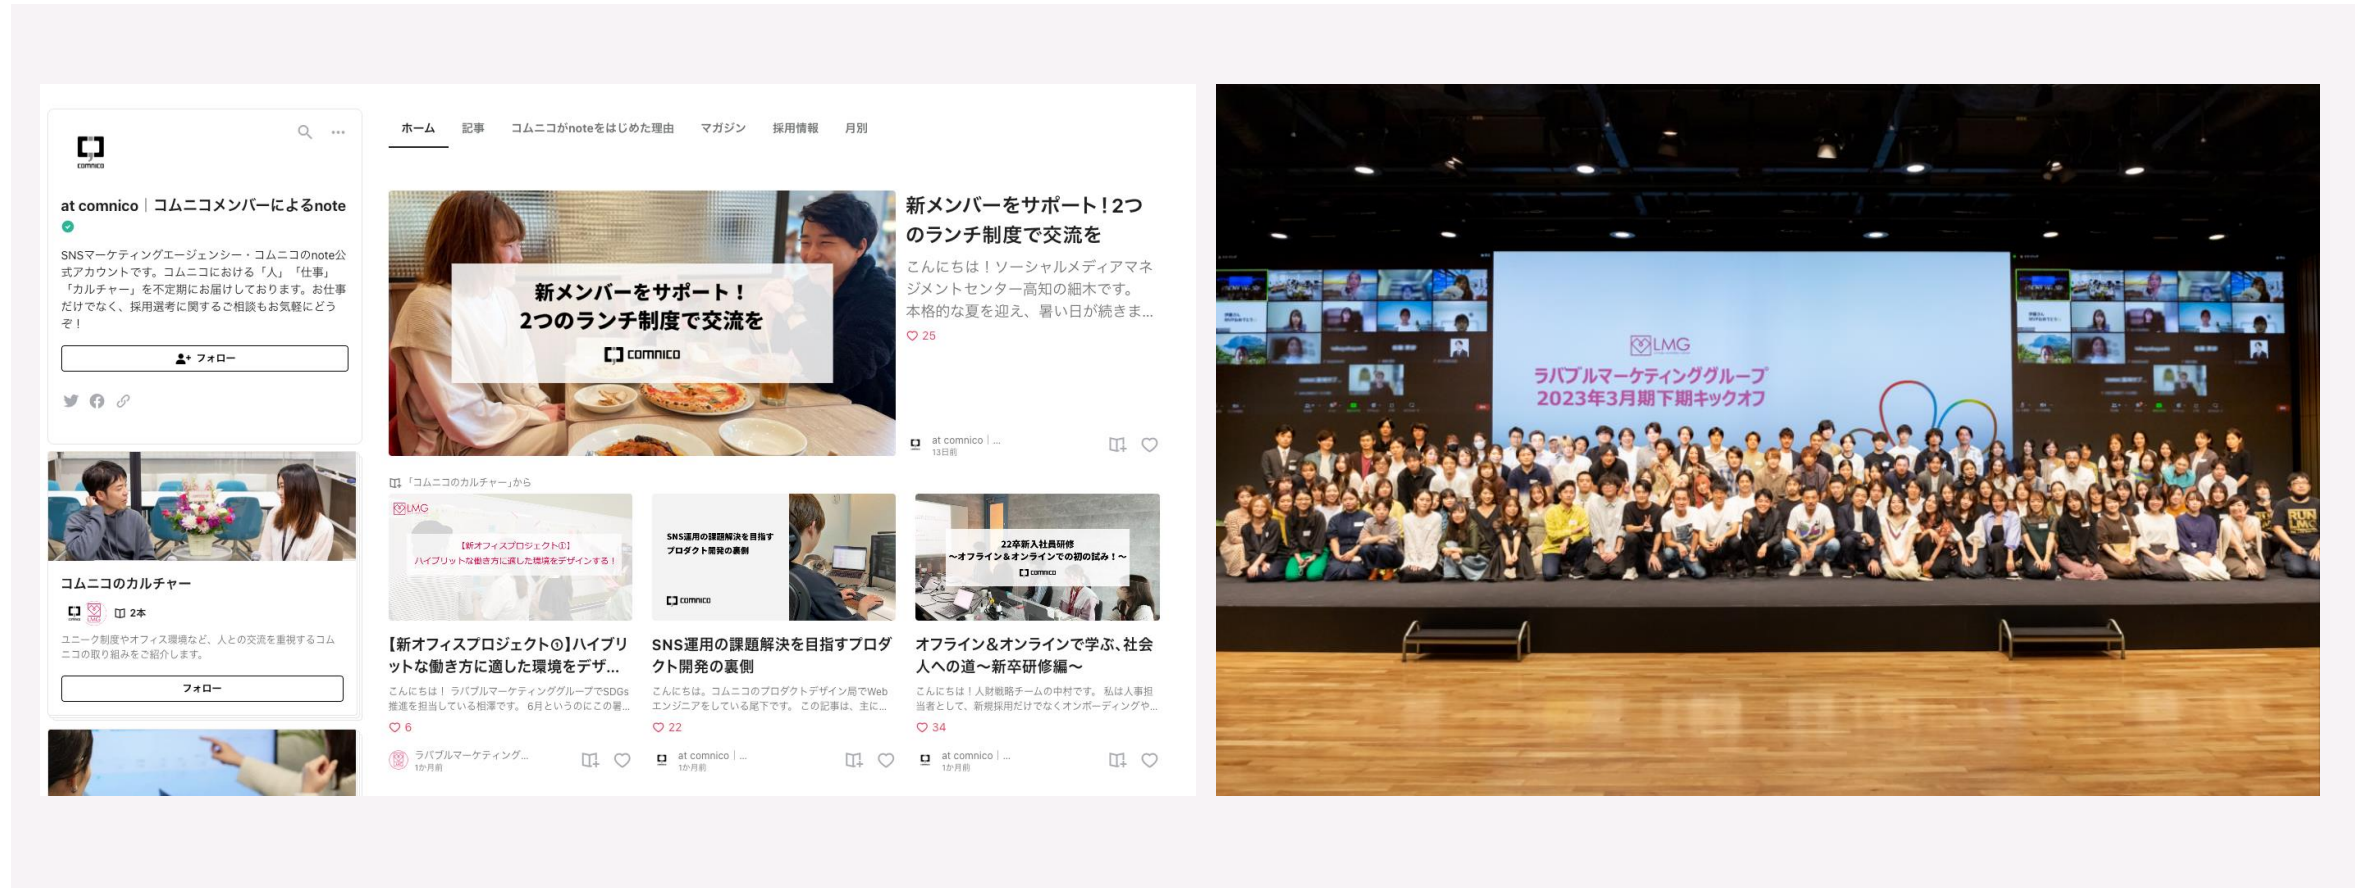 comnico
at comnico｜コムニコメンバーによるnote
SNSマーケティングエージェンシー・コムニコのnote公
式アカウントです。コムニコにおける「人」「仕事」
「カルチャー」を不定期にお届けしております。お仕事
だけでなく、採用選考に関するご相談もお気軽にどう
ぞ！
フォロー
コムニコのカルチャー
2本
ユニーク制度やオフィス環境など、人との交流を重視するコム
ニコの取り組みをご紹介します。
フォロー
ホーム 記事 コムニコがnoteをはじめた理由 マガジン 採用情報 月別
新メンバーをサポート！
2つのランチ制度で交流を
comnico
新メンバーをサポート！2つ
のランチ制度で交流を
こんにちは！ソーシャルメディアマネ
ジメントセンター高知の細木です。
本格的な夏を迎え、暑い日が続きま...
25
at comnico｜...
13日前
「コムニコのカルチャー」から
LMG
【新オフィスプロジェクト①】
ハイブリットな働き方に適した環境をデザインする！
【新オフィスプロジェクト①】ハイブリ
ットな働き方に適した環境をデザ...
こんにちは！ ラバブルマーケティンググループでSDGs
推進を担当している相澤です。 6月というのにこの暑...
6
ラバブルマーケティング...
1か月前
SNS運用の課題解決を目指す
プロダクト開発の裏側
comnico
SNS運用の課題解決を目指すプロダ
クト開発の裏側
こんにちは。コムニコのプロダクトデザイン局でWeb
エンジニアをしている尾下です。 この記事は、主に...
22
at comnico｜...
1か月前
22卒新入社員研修
～オフライン＆オンラインでの初の試み！～
comnico
オフライン＆オンラインで学ぶ、社会
人への道～新卒研修編～
こんにちは！人財戦略チームの中村です。 私は人事担
当者として、新規採用だけでなくオンボーディングや...
34
at comnico｜...
1か月前
LMG
ラバブルマーケティンググループ
2023年3月期下期キックオフ
RUN
LMG